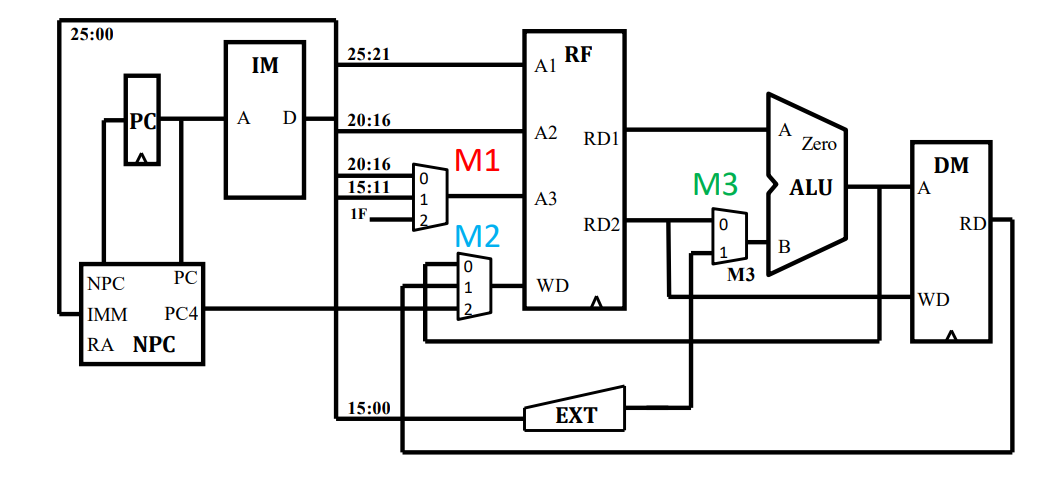 25:00
IM
A
D
PC
25:21
20:16
20:16
15:11
1F
0
1
2
M1
M2
0
1
2
RF
A1
A2
RD1
A3
RD2
WD
M3
0
1
M3
A
Zero
ALU
B
DM
A
RD
WD
NPC
PC
IMM
PC4
RA
NPC
15:00
EXT